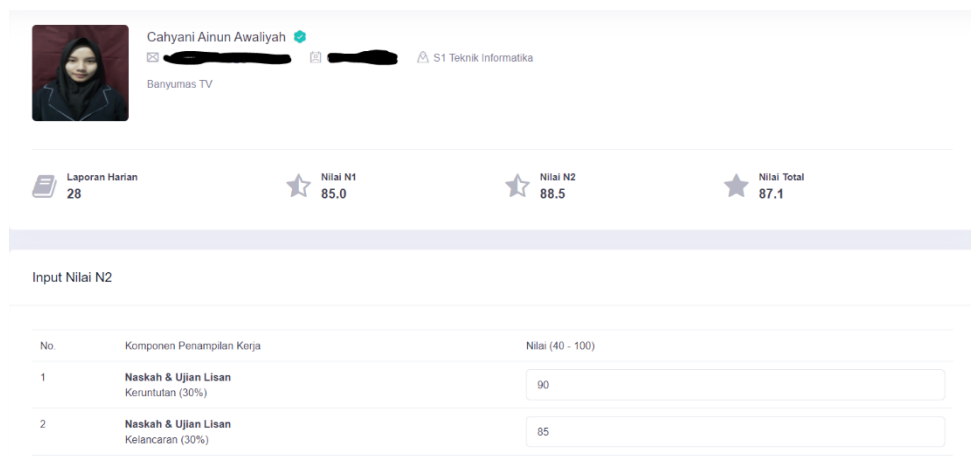 Cahyani Ainun Awaliyah
S1 Teknik Informatika
Banyumas TV
Laporan Harian
28
Nilai N1
85.0
Nilai N2
88.5
Nilai Total
87.1
Input Nilai N2
No. Komponen Penampilan Kerja Nilai (40 - 100)
1 Naskah & Ujian Lisan
Keruntutan (30%)
90
2 Naskah & Ujian Lisan
Kelancaran (30%)
85